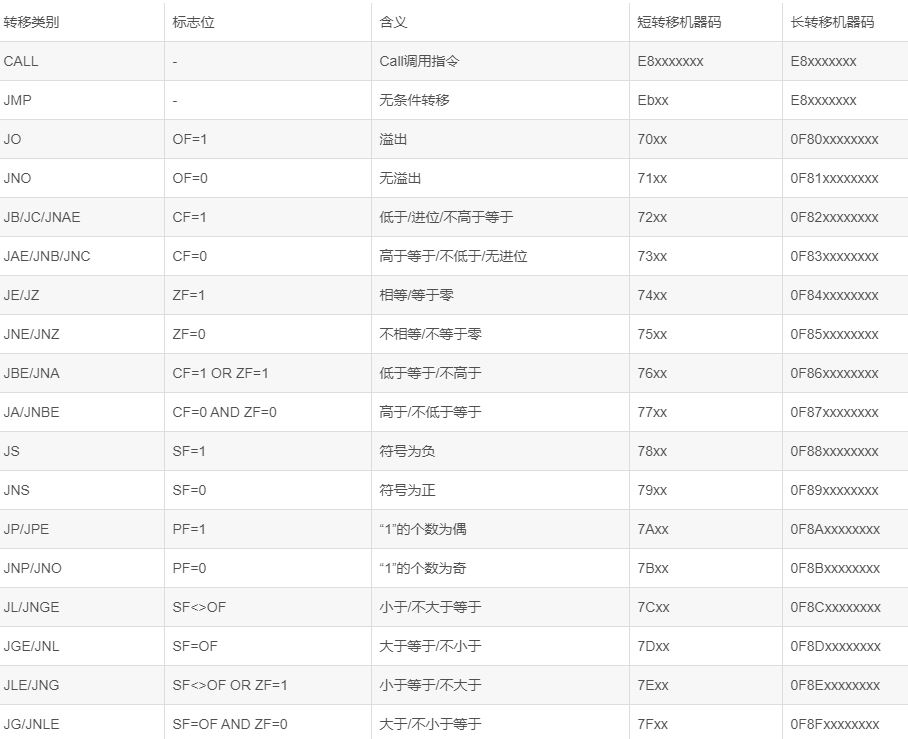 转移类别 标志位 含义 短转移机器码 长转移机器码
CALL - Call调用指令 E8xxxxxxx E8xxxxxxx
JMP - 无条件转移 Ebxx E8xxxxxxx
JO OF=1 溢出 70xx 0F80xxxxxxxx
JNO OF=0 无溢出 71xx 0F81xxxxxxxx
JB/JC/JNAE CF=1 低于/进位/不高于等于 72xx 0F82xxxxxxxx
JAE/JNB/JNC CF=0 高于等于/不低于/无进位 73xx 0F83xxxxxxxx
JE/JZ ZF=1 相等/等于零 74xx 0F84xxxxxxxx
JNE/JNZ ZF=0 不相等/不等于零 75xx 0F85xxxxxxxx
JBE/JNA CF=1 OR ZF=1 低于等于/不高于 76xx 0F86xxxxxxxx
JA/JNBE CF=0 AND ZF=0 高于/不低于等于 77xx 0F87xxxxxxxx
JS SF=1 符号为负 78xx 0F88xxxxxxxx
JNS SF=0 符号为正 79xx 0F89xxxxxxxx
JP/JPE PF=1 “1”的个数为偶 7Axx 0F8Axxxxxxxx
JNP/JNO PF=0 “1”的个数为奇 7Bxx 0F8Bxxxxxxxx
JL/JNGE SF<>OF 小于/不大于等于 7Cxx 0F8Cxxxxxxxx
JGE/JNL SF=OF 大于等于/不小于 7Dxx 0F8Dxxxxxxxx
JLE/JNG SF<>OF OR ZF=1 小于等于/不大于 7Exx 0F8Exxxxxxxx
JG/JNLE SF=OF AND ZF=0 大于/不小于等于 7Fxx 0F8Fxxxxxxxx